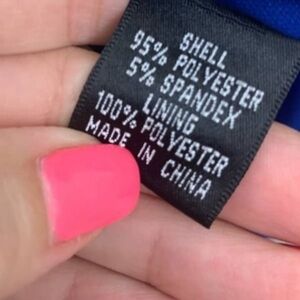 SHELL
95% POLYESTER
5% SPANDEX
LINING
100% POLYESTER
MADE IN CHINA